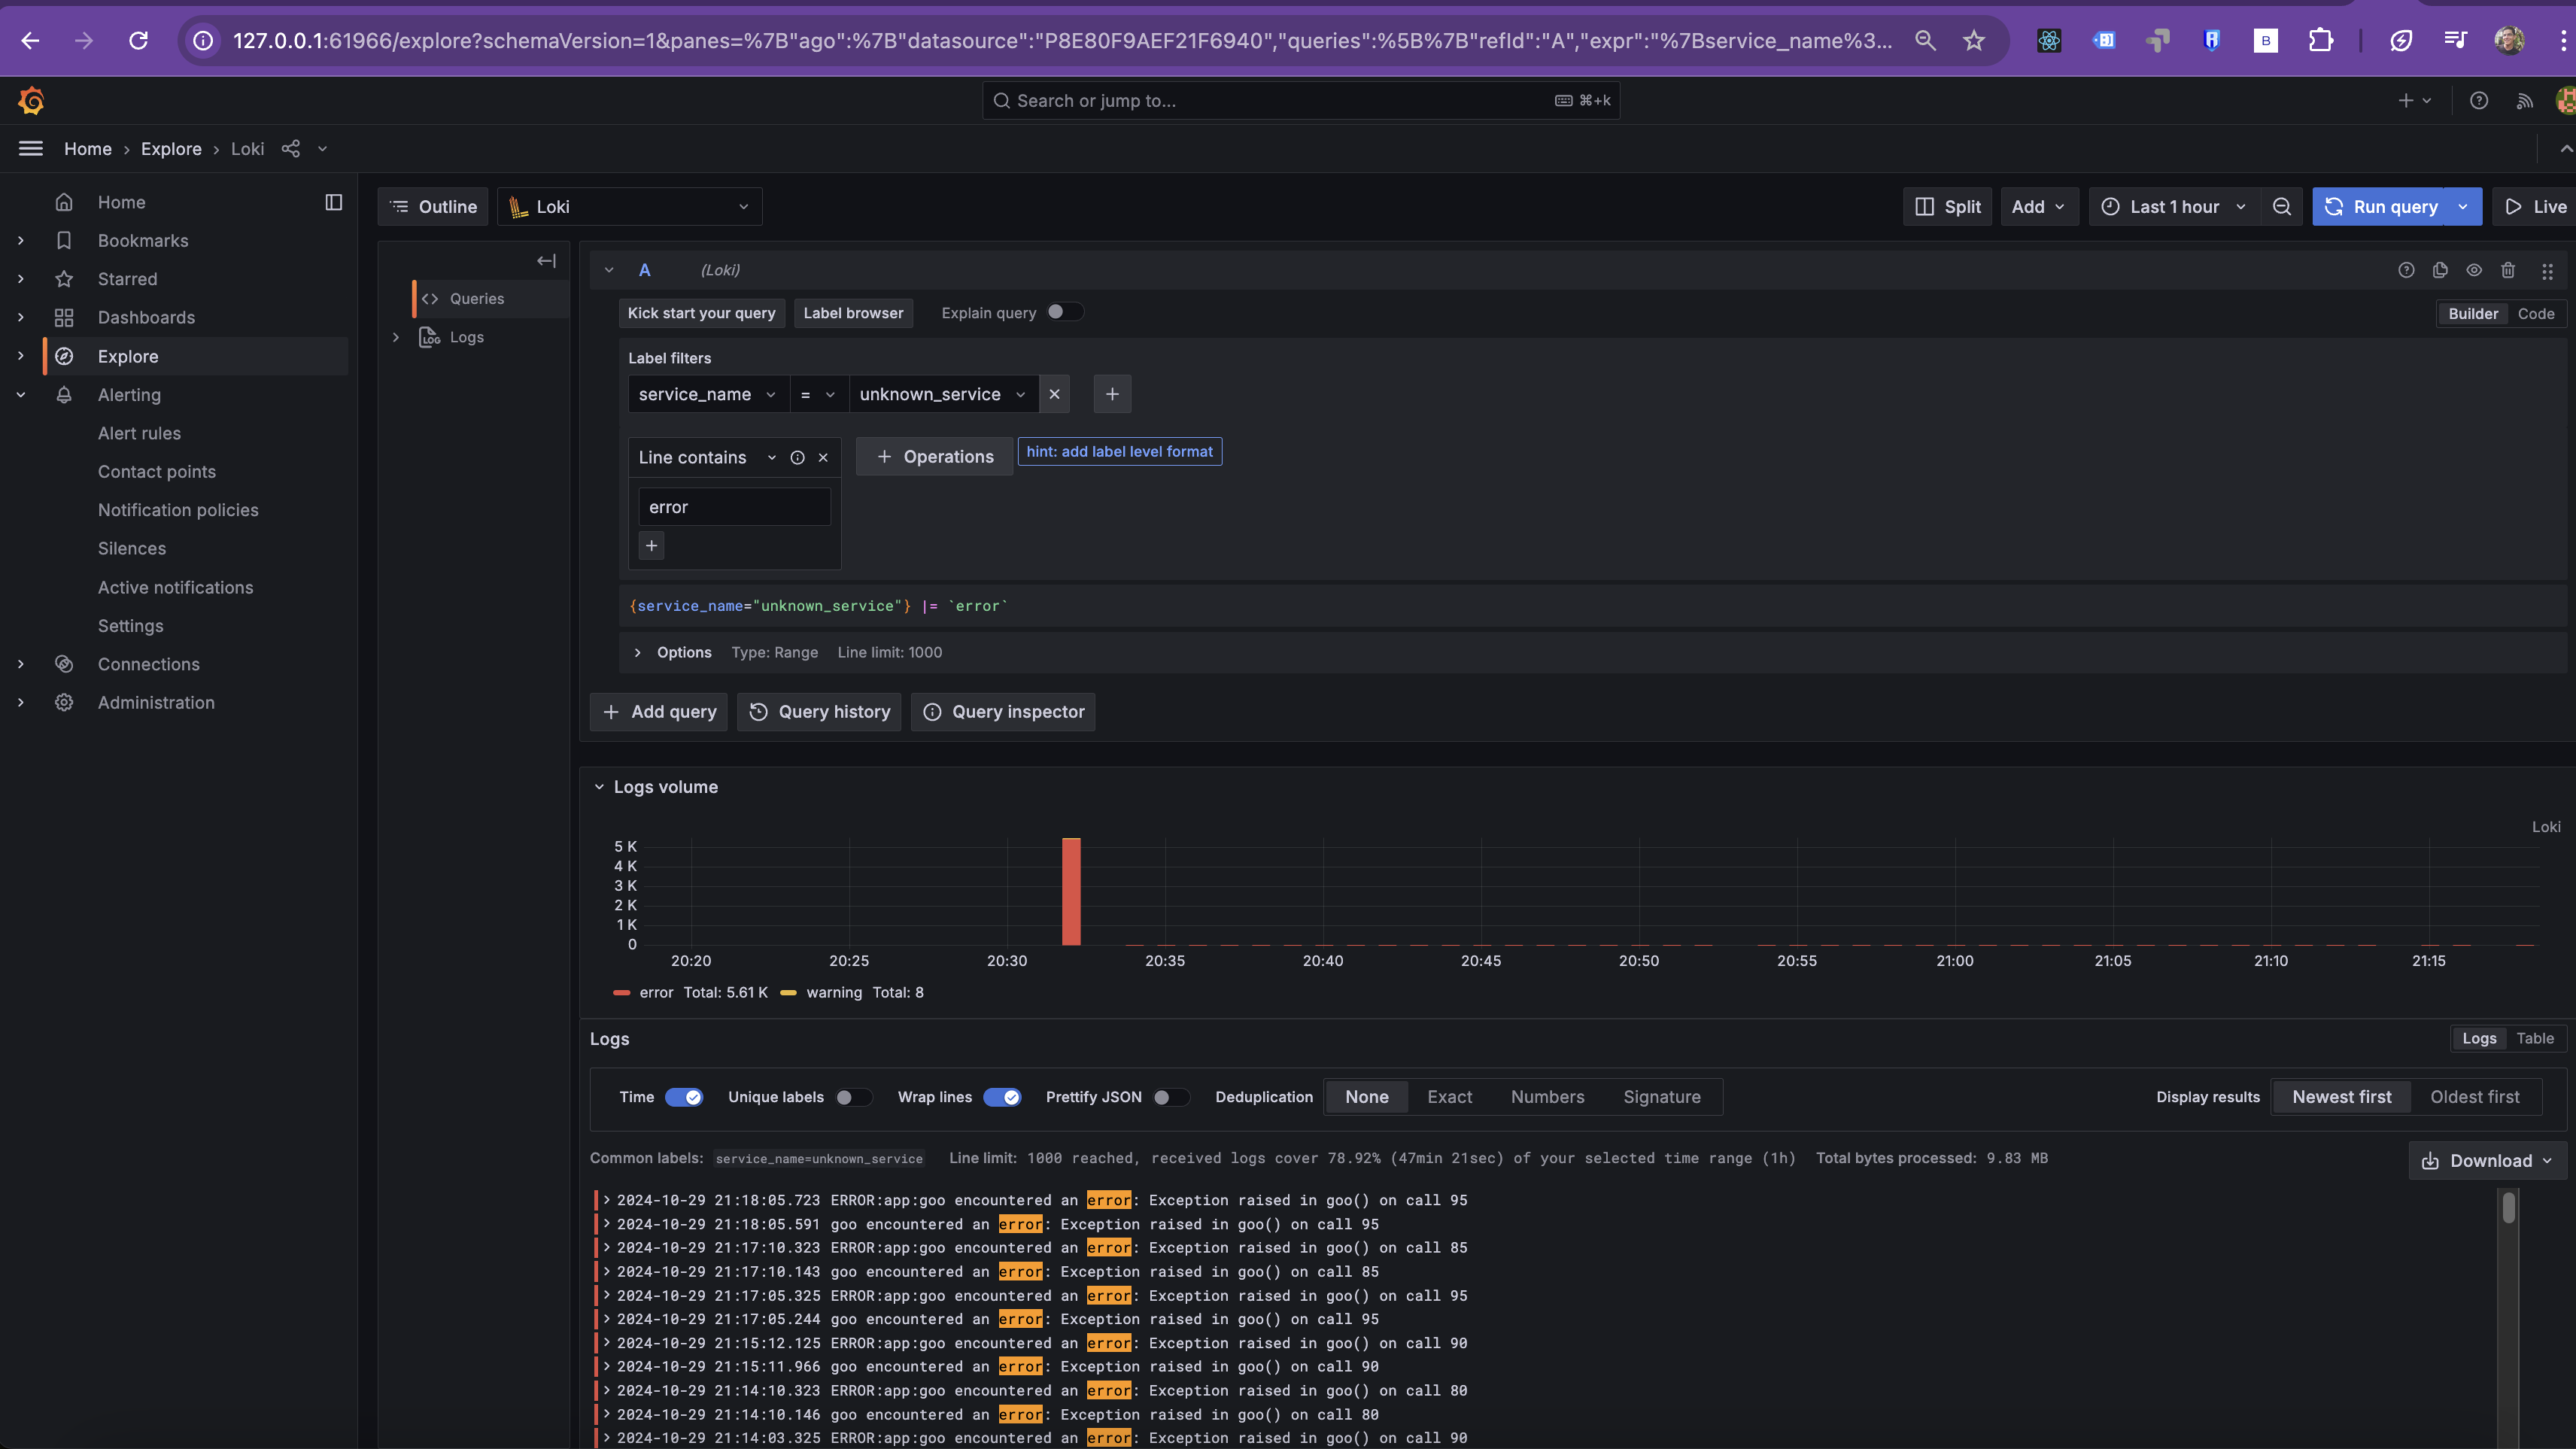 127.0.0.1:61966/explore?schemaVersion=1&panes=%7B"ago":%7B"datasource":"P8E80F9AEF21F6940","queries":%5B%7B"refId":"A","expr":"%7Bservice_name%3...
Search or jump to... ⌘+k
Home › Explore › Loki
Home
Bookmarks
Starred
Dashboards
Explore
Alerting
Alert rules
Contact points
Notification policies
Silences
Active notifications
Settings
Connections
Administration
Outline Loki Split Add Last 1 hour Run query Live
Queries
Logs
A (Loki)
Kick start your query Label browser Explain query Builder Code
Label filters
service_name = unknown_service
Line contains + Operations hint: add label level format
error
+
{service_name="unknown_service"} |= `error`
Options Type: Range Line limit: 1000
+ Add query Query history Query inspector
Logs volume
Loki
5 K
4 K
3 K
2 K
1 K
0
20:20 20:25 20:30 20:35 20:40 20:45 20:50 20:55 21:00 21:05 21:10 21:15
error Total: 5.61 K warning Total: 8
Logs Logs Table
Time Unique labels Wrap lines Prettify JSON Deduplication None Exact Numbers Signature Display results Newest first Oldest first
Common labels: service_name=unknown_service Line limit: 1000 reached, received logs cover 78.92% (47min 21sec) of your selected time range (1h) Total bytes processed: 9.83 MB Download
2024-10-29 21:18:05.723 ERROR:app:goo encountered an error: Exception raised in goo() on call 95
2024-10-29 21:18:05.591 goo encountered an error: Exception raised in goo() on call 95
2024-10-29 21:17:10.323 ERROR:app:goo encountered an error: Exception raised in goo() on call 85
2024-10-29 21:17:10.143 goo encountered an error: Exception raised in goo() on call 85
2024-10-29 21:17:05.325 ERROR:app:goo encountered an error: Exception raised in goo() on call 95
2024-10-29 21:17:05.244 goo encountered an error: Exception raised in goo() on call 95
2024-10-29 21:15:12.125 ERROR:app:goo encountered an error: Exception raised in goo() on call 90
2024-10-29 21:15:11.966 goo encountered an error: Exception raised in goo() on call 90
2024-10-29 21:14:10.323 ERROR:app:goo encountered an error: Exception raised in goo() on call 80
2024-10-29 21:14:10.146 goo encountered an error: Exception raised in goo() on call 80
2024-10-29 21:14:03.325 ERROR:app:goo encountered an error: Exception raised in goo() on call 90